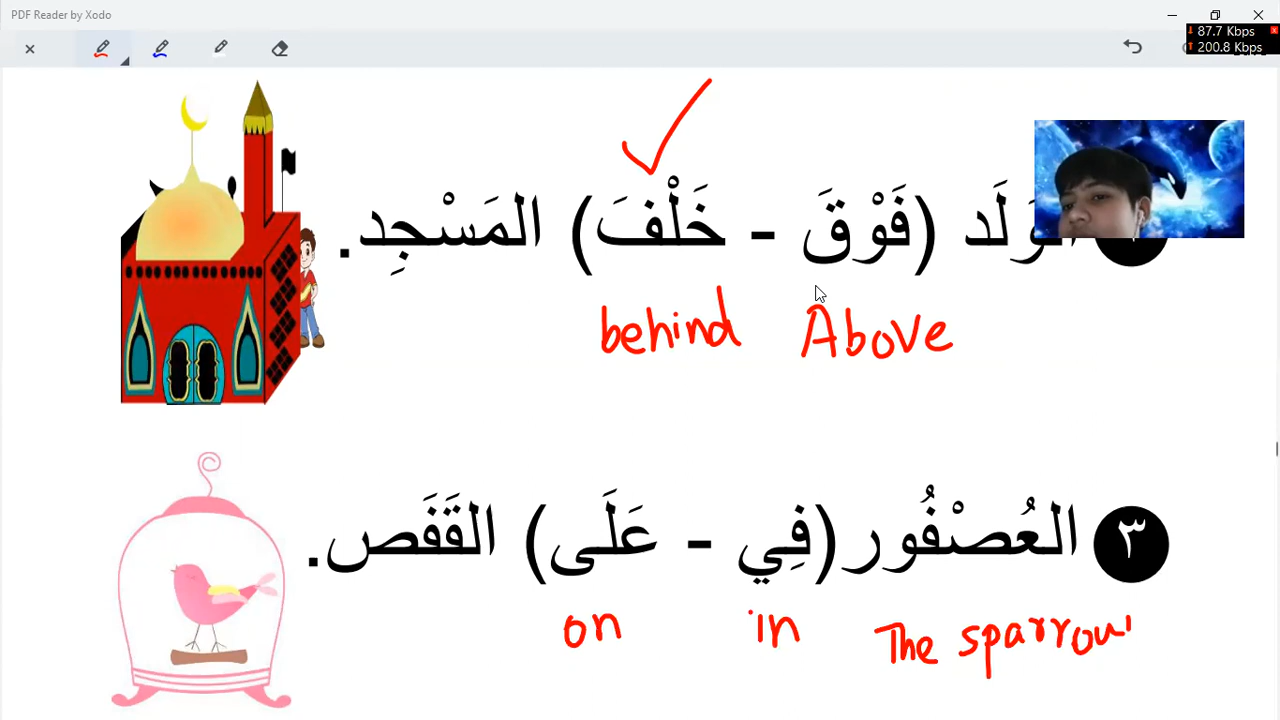 PDF Reader by Xodo
87.7 Kbps
200.8 Kbps
الوَلَد (فَوْقَ - خَلْفَ) المَسْجِد.
behind Above
٣ العُصْفُور (فِي - عَلَى) القَفَص.
on in The sparrow